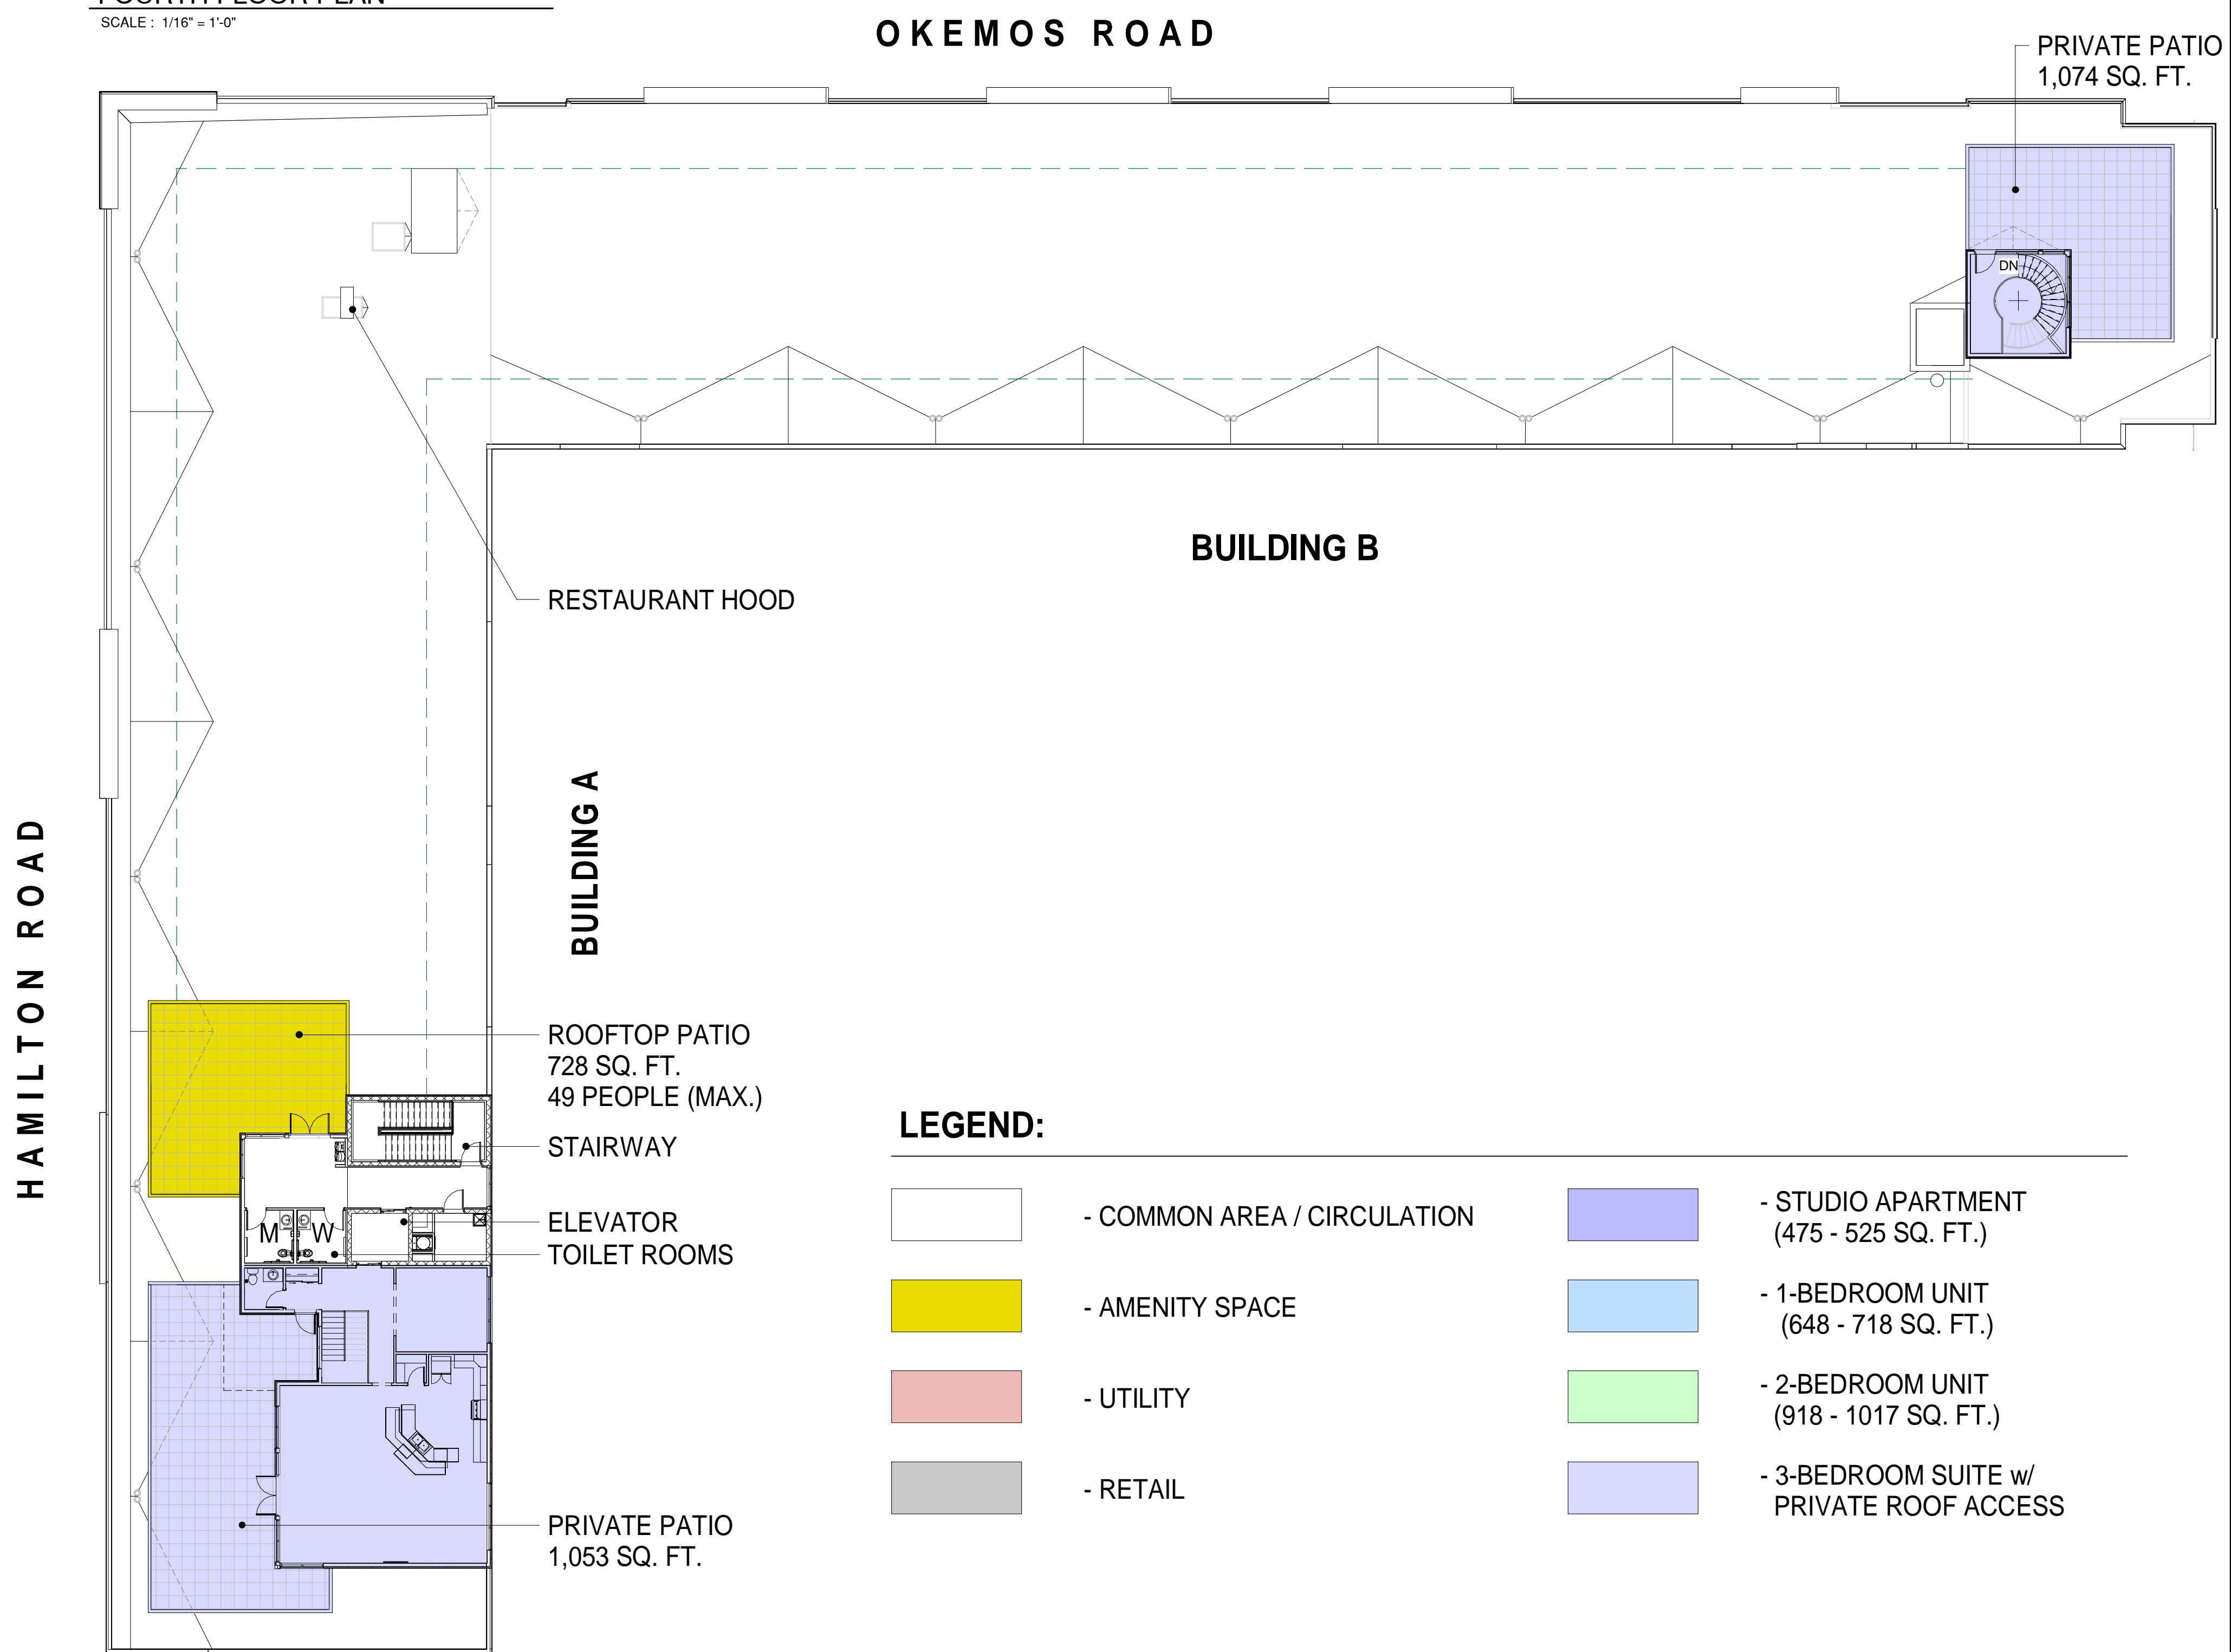 FOURTH FLOOR PLAN
SCALE : 1/16" = 1'-0"
OKEMOS ROAD
PRIVATE PATIO
1,074 SQ. FT.
DN
BUILDING B
RESTAURANT HOOD
BUILDING A
HAMILTON ROAD
ROOFTOP PATIO
728 SQ. FT.
49 PEOPLE (MAX.)
STAIRWAY
ELEVATOR
TOILET ROOMS
M
W
PRIVATE PATIO
1,053 SQ. FT.
LEGEND:
- COMMON AREA / CIRCULATION
- AMENITY SPACE
- UTILITY
- RETAIL
- STUDIO APARTMENT
(475 - 525 SQ. FT.)
- 1-BEDROOM UNIT
(648 - 718 SQ. FT.)
- 2-BEDROOM UNIT
(918 - 1017 SQ. FT.)
- 3-BEDROOM SUITE w/
PRIVATE ROOF ACCESS